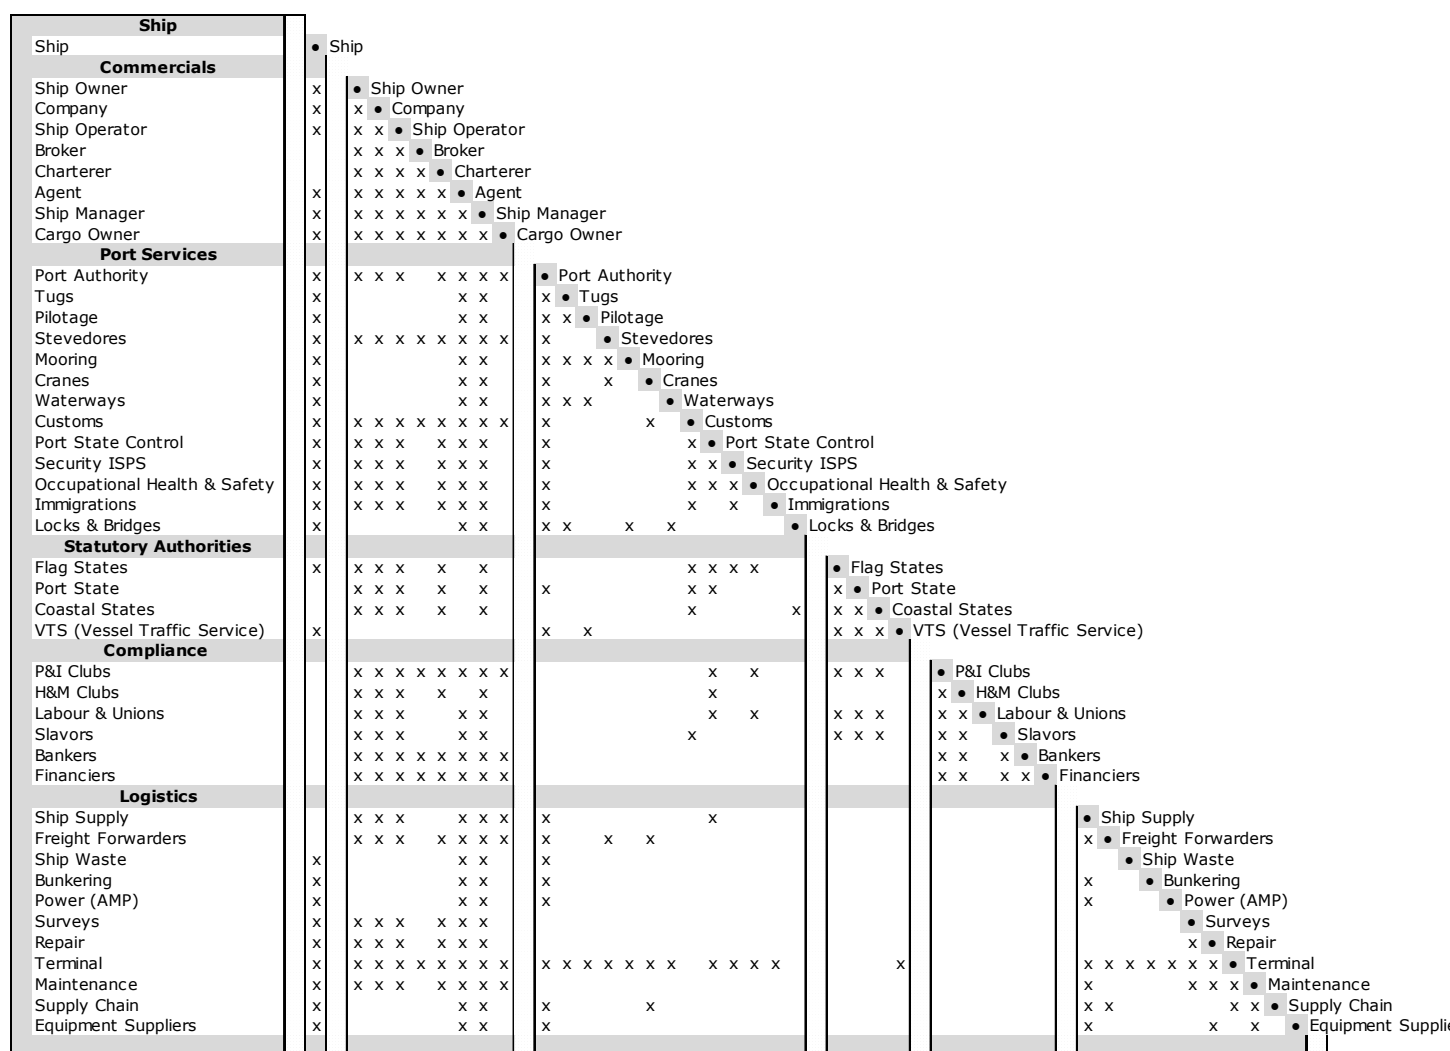 Ship
Ship ● Ship
Commercials
Ship Owner x ● Ship Owner
Company x x ● Company
Ship Operator x x x ● Ship Operator
Broker x x x ● Broker
Charterer x x x x ● Charterer
Agent x x x x x x ● Agent
Ship Manager x x x x x x x ● Ship Manager
Cargo Owner x x x x x x x x ● Cargo Owner
Port Services
Port Authority x x x x x x x x ● Port Authority
Tugs x x x x ● Tugs
Pilotage x x x x x ● Pilotage
Stevedores x x x x x x x x x x ● Stevedores
Mooring x x x x x x x ● Mooring
Cranes x x x x x ● Cranes
Waterways x x x x x x ● Waterways
Customs x x x x x x x x x x x ● Customs
Port State Control x x x x x x x x x ● Port State Control
Security ISPS x x x x x x x x x x ● Security ISPS
Occupational Health & Safety x x x x x x x x x x x ● Occupational Health & Safety
Immigrations x x x x x x x x x x ● Immigrations
Locks & Bridges x x x x x x x ● Locks & Bridges
Statutory Authorities
Flag States x x x x x x x x x x ● Flag States
Port State x x x x x x x x x ● Port State
Coastal States x x x x x x x x x ● Coastal States
VTS (Vessel Traffic Service) x x x x x x ● VTS (Vessel Traffic Service)
Compliance
P&I Clubs x x x x x x x x x x x x x ● P&I Clubs
H&M Clubs x x x x x x x ● H&M Clubs
Labour & Unions x x x x x x x x x x x x ● Labour & Unions
Slavors x x x x x x x x x x x ● Slavors
Bankers x x x x x x x x x x x ● Bankers
Financiers x x x x x x x x x x x x ● Financiers
Logistics
Ship Supply x x x x x x x x ● Ship Supply
Freight Forwarders x x x x x x x x x x x ● Freight Forwarders
Ship Waste x x x x ● Ship Waste
Bunkering x x x x x ● Bunkering
Power (AMP) x x x x x ● Power (AMP)
Surveys x x x x x x x ● Surveys
Repair x x x x x x x x ● Repair
Terminal x x x x x x x x x x x x x x x x x x x x x x x x x x x x ● Terminal
Maintenance x x x x x x x x x x x x ● Maintenance
Supply Chain x x x x x x x x x ● Supply Chain
Equipment Suppliers x x x x x x x ● Equipment Supplie